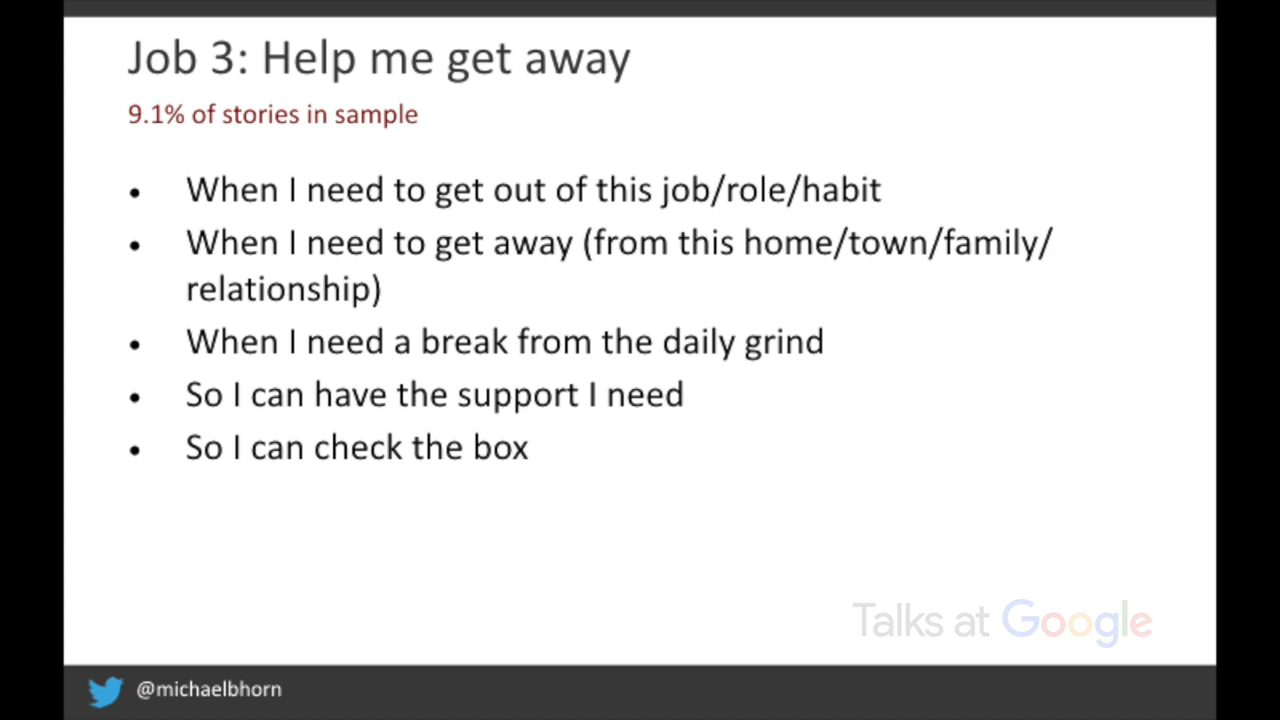 Job 3: Help me get away
9.1% of stories in sample
• When I need to get out of this job/role/habit
• When I need to get away (from this home/town/family/
relationship)
• When I need a break from the daily grind
• So I can have the support I need
• So I can check the box
Talks at Google
@michaelbhorn